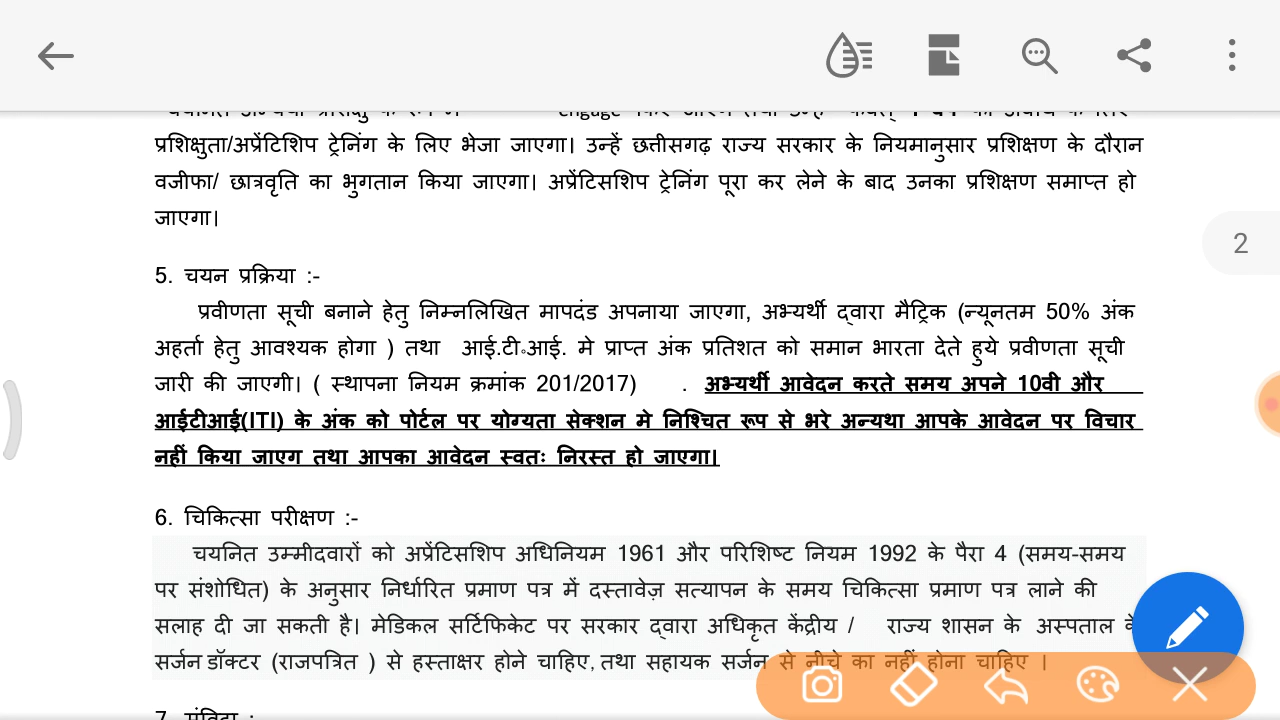 2
प्रशिक्षुता/अप्रेंटिशिप ट्रेनिंग के लिए भेजा जाएगा। उन्हें छत्तीसगढ़ राज्य सरकार के नियमानुसार प्रशिक्षण के दौरान
वजीफा/ छात्रवृति का भुगतान किया जाएगा। अप्रेंटिसशिप ट्रेनिंग पूरा कर लेने के बाद उनका प्रशिक्षण समाप्त हो
जाएगा।
5. चयन प्रक्रिया :-
प्रवीणता सूची बनाने हेतु निम्नलिखित मापदंड अपनाया जाएगा, अभ्यर्थी द्वारा मैट्रिक (न्यूनतम 50% अंक
अहर्ता हेतु आवश्यक होगा ) तथा आई.टी॰आई. मे प्राप्त अंक प्रतिशत को समान भारता देते हुये प्रवीणता सूची
जारी की जाएगी। ( स्थापना नियम क्रमांक 201/2017) . अभ्यर्थी आवेदन करते समय अपने 10वी और
आईटीआई(ITI) के अंक को पोर्टल पर योग्यता सेक्शन मे निश्चित रूप से भरे अन्यथा आपके आवेदन पर विचार
नहीं किया जाएग तथा आपका आवेदन स्वतः निरस्त हो जाएगा।
6. चिकित्सा परीक्षण :-
चयनित उम्मीदवारों को अप्रेंटिसशिप अधिनियम 1961 और परिशिष्ट नियम 1992 के पैरा 4 (समय-समय
पर संशोधित) के अनुसार निर्धारित प्रमाण पत्र में दस्तावेज़ सत्यापन के समय चिकित्सा प्रमाण पत्र लाने की
सलाह दी जा सकती है। मेडिकल सर्टिफिकेट पर सरकार द्वारा अधिकृत केंद्रीय / राज्य शासन के अस्पताल के
सर्जन डॉक्टर (राजपत्रित ) से हस्ताक्षर होने चाहिए, तथा सहायक सर्जन से नीचे का नहीं होना चाहिए ।
7.